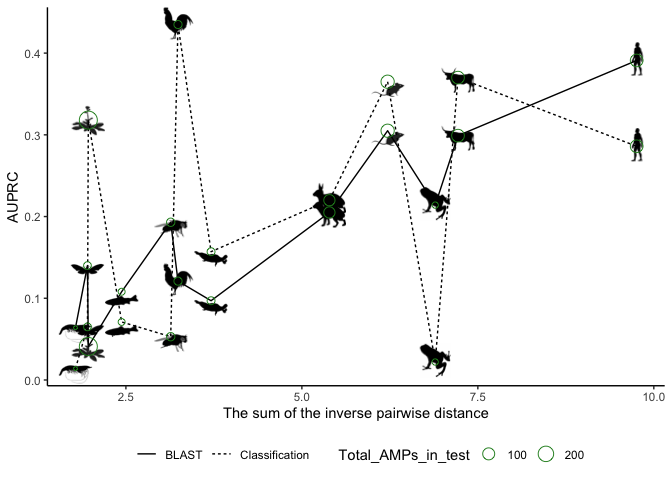 0.4
0.3
0.2
0.1
0.0
AUPRC
2.5 5.0 7.5 10.0
The sum of the inverse pairwise distance
BLAST Classification Total_AMPs_in_test 100 200